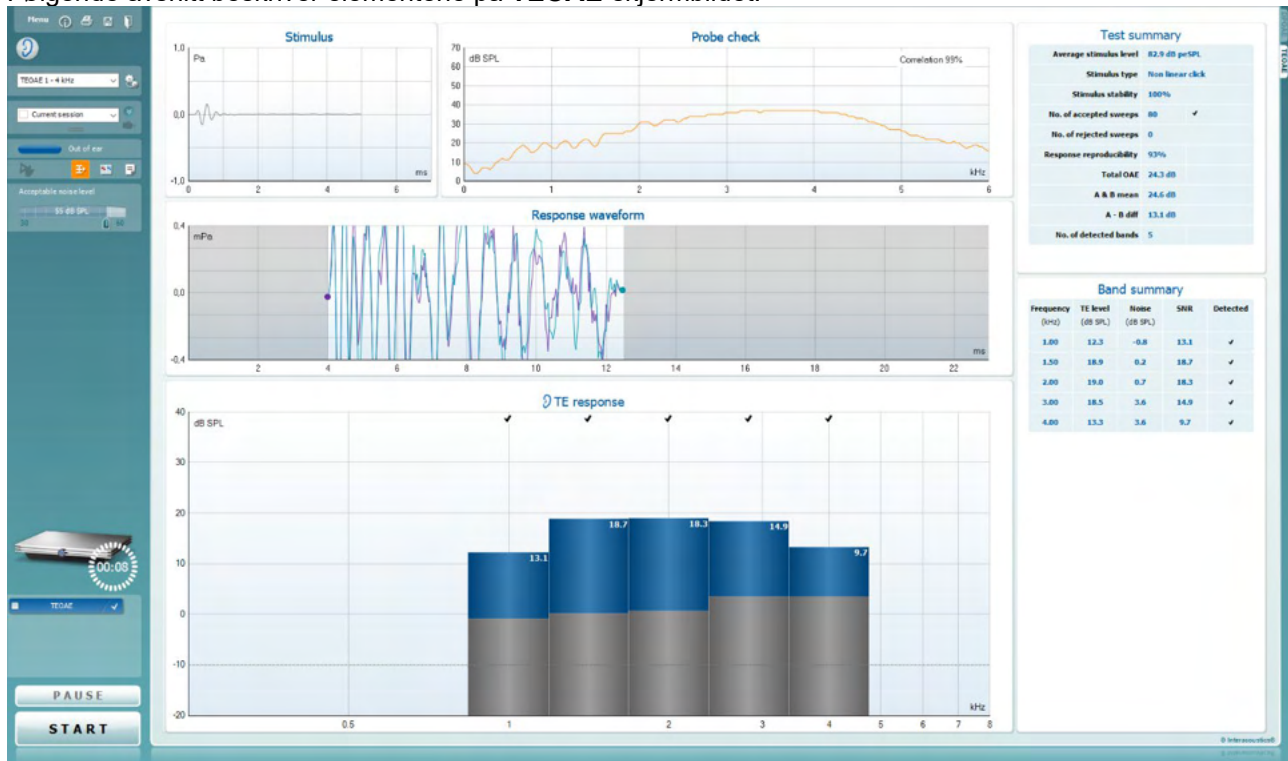 Følgende avsnitt beskriver elementene på TEOAE-skjermbildet.
Menu
TEOAE 1 - 4 kHz
Current session
Out of ear
Acceptable noise level
55 dB SPL
30 60
00:08
TEOAE
PAUSE
START
Stimulus
Pa
1,0
0,0
-1,0
ms
0 2 4 6
Probe check
dB SPL
Correlation 99%
70
60
50
40
30
20
10
0
kHz
0 1 2 3 4 5 6
Response waveform
0,4
mPa
0,0
-0,4
ms
2 4 6 8 10 12 14 16 18 20 22
TE response
dB SPL
40
30
20
10
0
-10
-20
13.1 18.7 18.3 14.9 9.7
kHz
0.5 1 2 3 4 5 6 7 8
Test summary
Average stimulus level 82.9 dB peSPL
Stimulus type Non linear click
Stimulus stability 100%
No. of accepted sweeps 80
No. of rejected sweeps 0
Response reproducibility 93%
Total OAE 24.3 dB
A & B mean 24.6 dB
A - B diff 13.1 dB
No. of detected bands 5
Band summary
Frequency TE level Noise SNR Detected
(kHz) (dB SPL) (dB SPL)
1.00 12.3 -0.8 13.1
1.50 18.9 0.2 18.7
2.00 19.0 0.7 18.3
3.00 18.5 3.6 14.9
4.00 13.3 3.6 9.7
TEOAE
© Interacoustics®